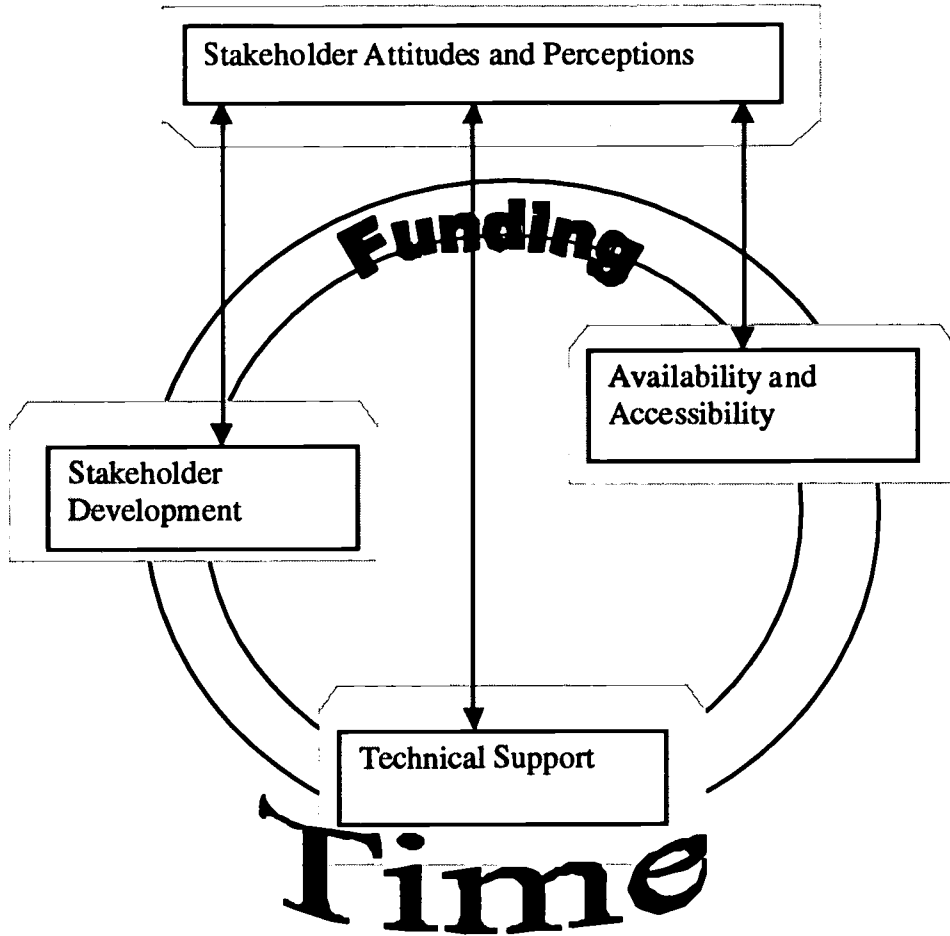 Stakeholder Attitudes and Perceptions
Funding
Availability and
Accessibility
Stakeholder
Development
Technical Support
Time